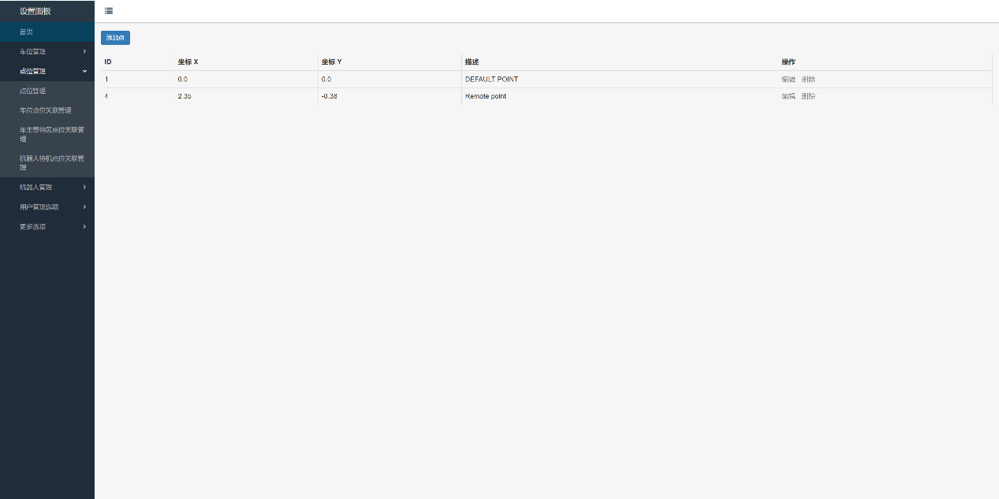 设置面板
首页
车位管理
点位管理
点位管理
车位点位关联管理
车主等待区点位关联管
理
机器人待机点位关联管
理
机器人管理
用户管理选项
更多选项
添加点
ID 坐标 X 坐标 Y 描述 操作
1 0.0 0.0 DEFAULT POINT 编辑 删除
4 2.35 -0.38 Remote point 编辑 删除